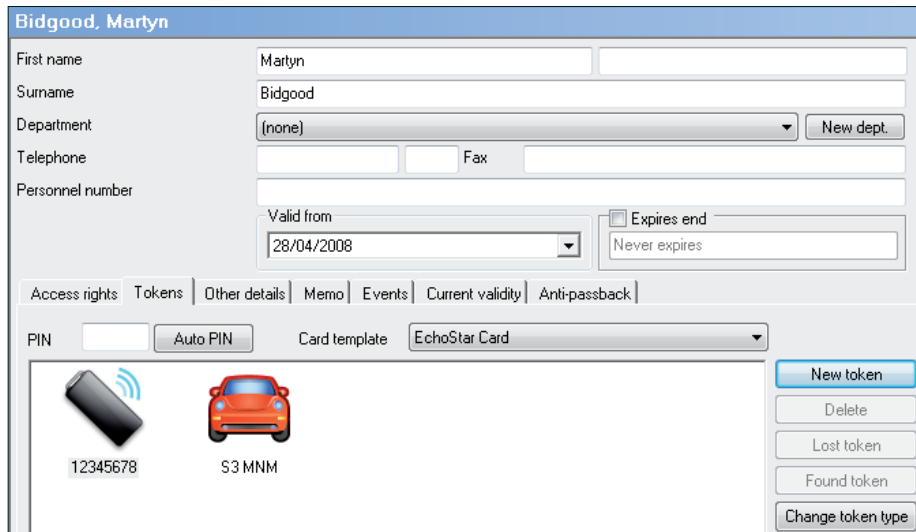 Bidgood, Martyn
First name Martyn
Surname Bidgood
Department (none) New dept.
Telephone Fax
Personnel number
Valid from Expires end
28/04/2008 Never expires
Access rights Tokens Other details Memo Events Current validity Anti-passback
PIN Auto PIN Card template EchoStar Card
New token
Delete
Lost token
12345678 S3 MNM
Found token
Change token type